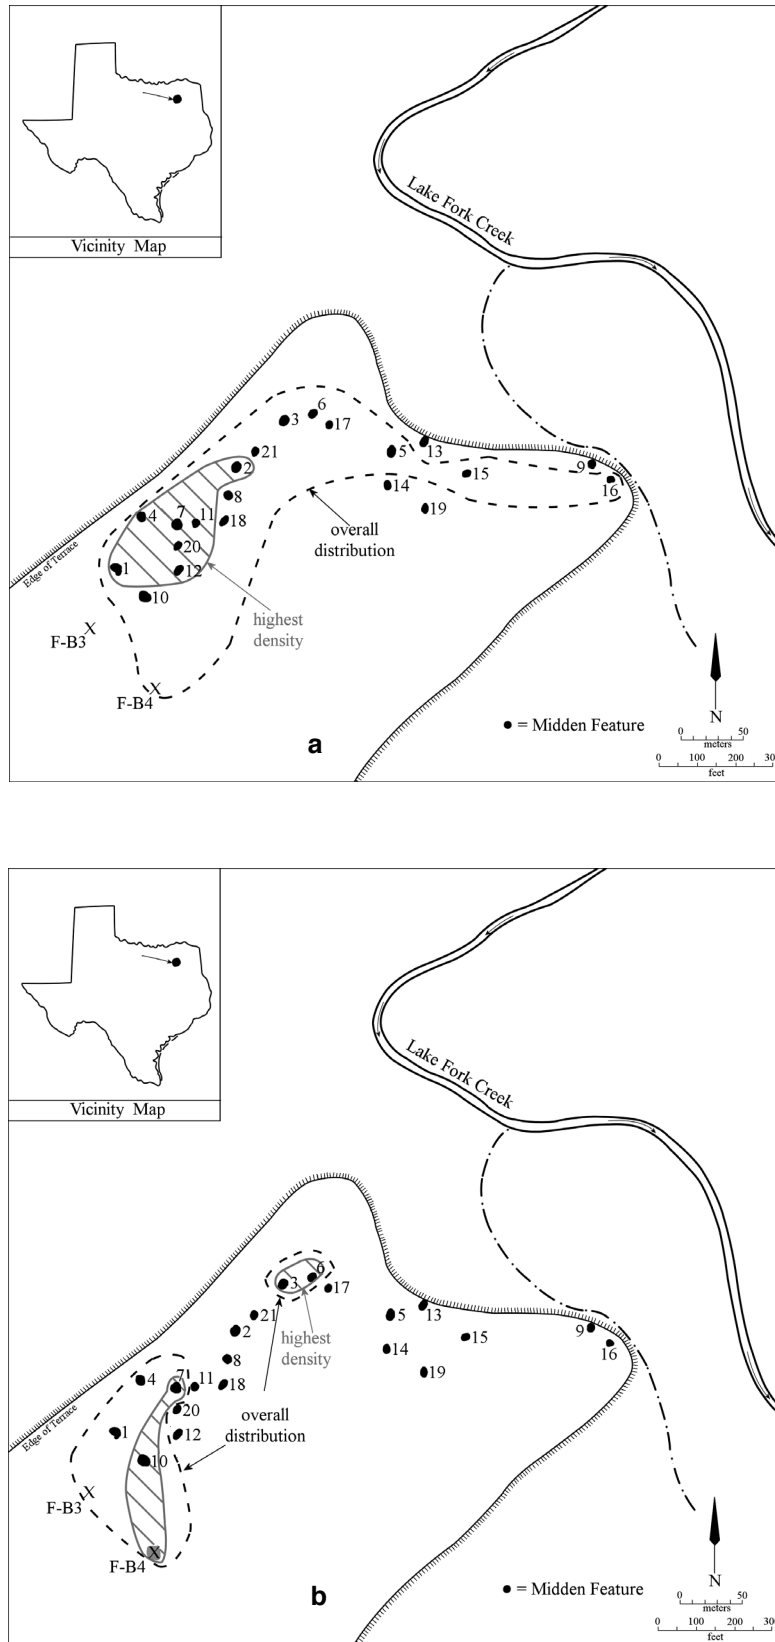 Vicinity Map
Lake Fork Creek
6
3
17
13
5
21
2
15
9
16
14
8
19
4
7
11
18
overall
distribution
20
1
12
Edge of Terrace
10
highest
density
F-B3
X
F-B4
X
N
= Midden Feature
a
0 50
meters
0 100 200 30
feet
Vicinity Map
Lake Fork Creek
6
3
17
13
5
21
2
highest
density
15
9
16
14
8
19
4
7
11
18
20
overall
distribution
1
12
Edge of Terrace
10
F-B3
X
X
F-B4
N
= Midden Feature
b
0 50
meters
0 100 200 30
feet